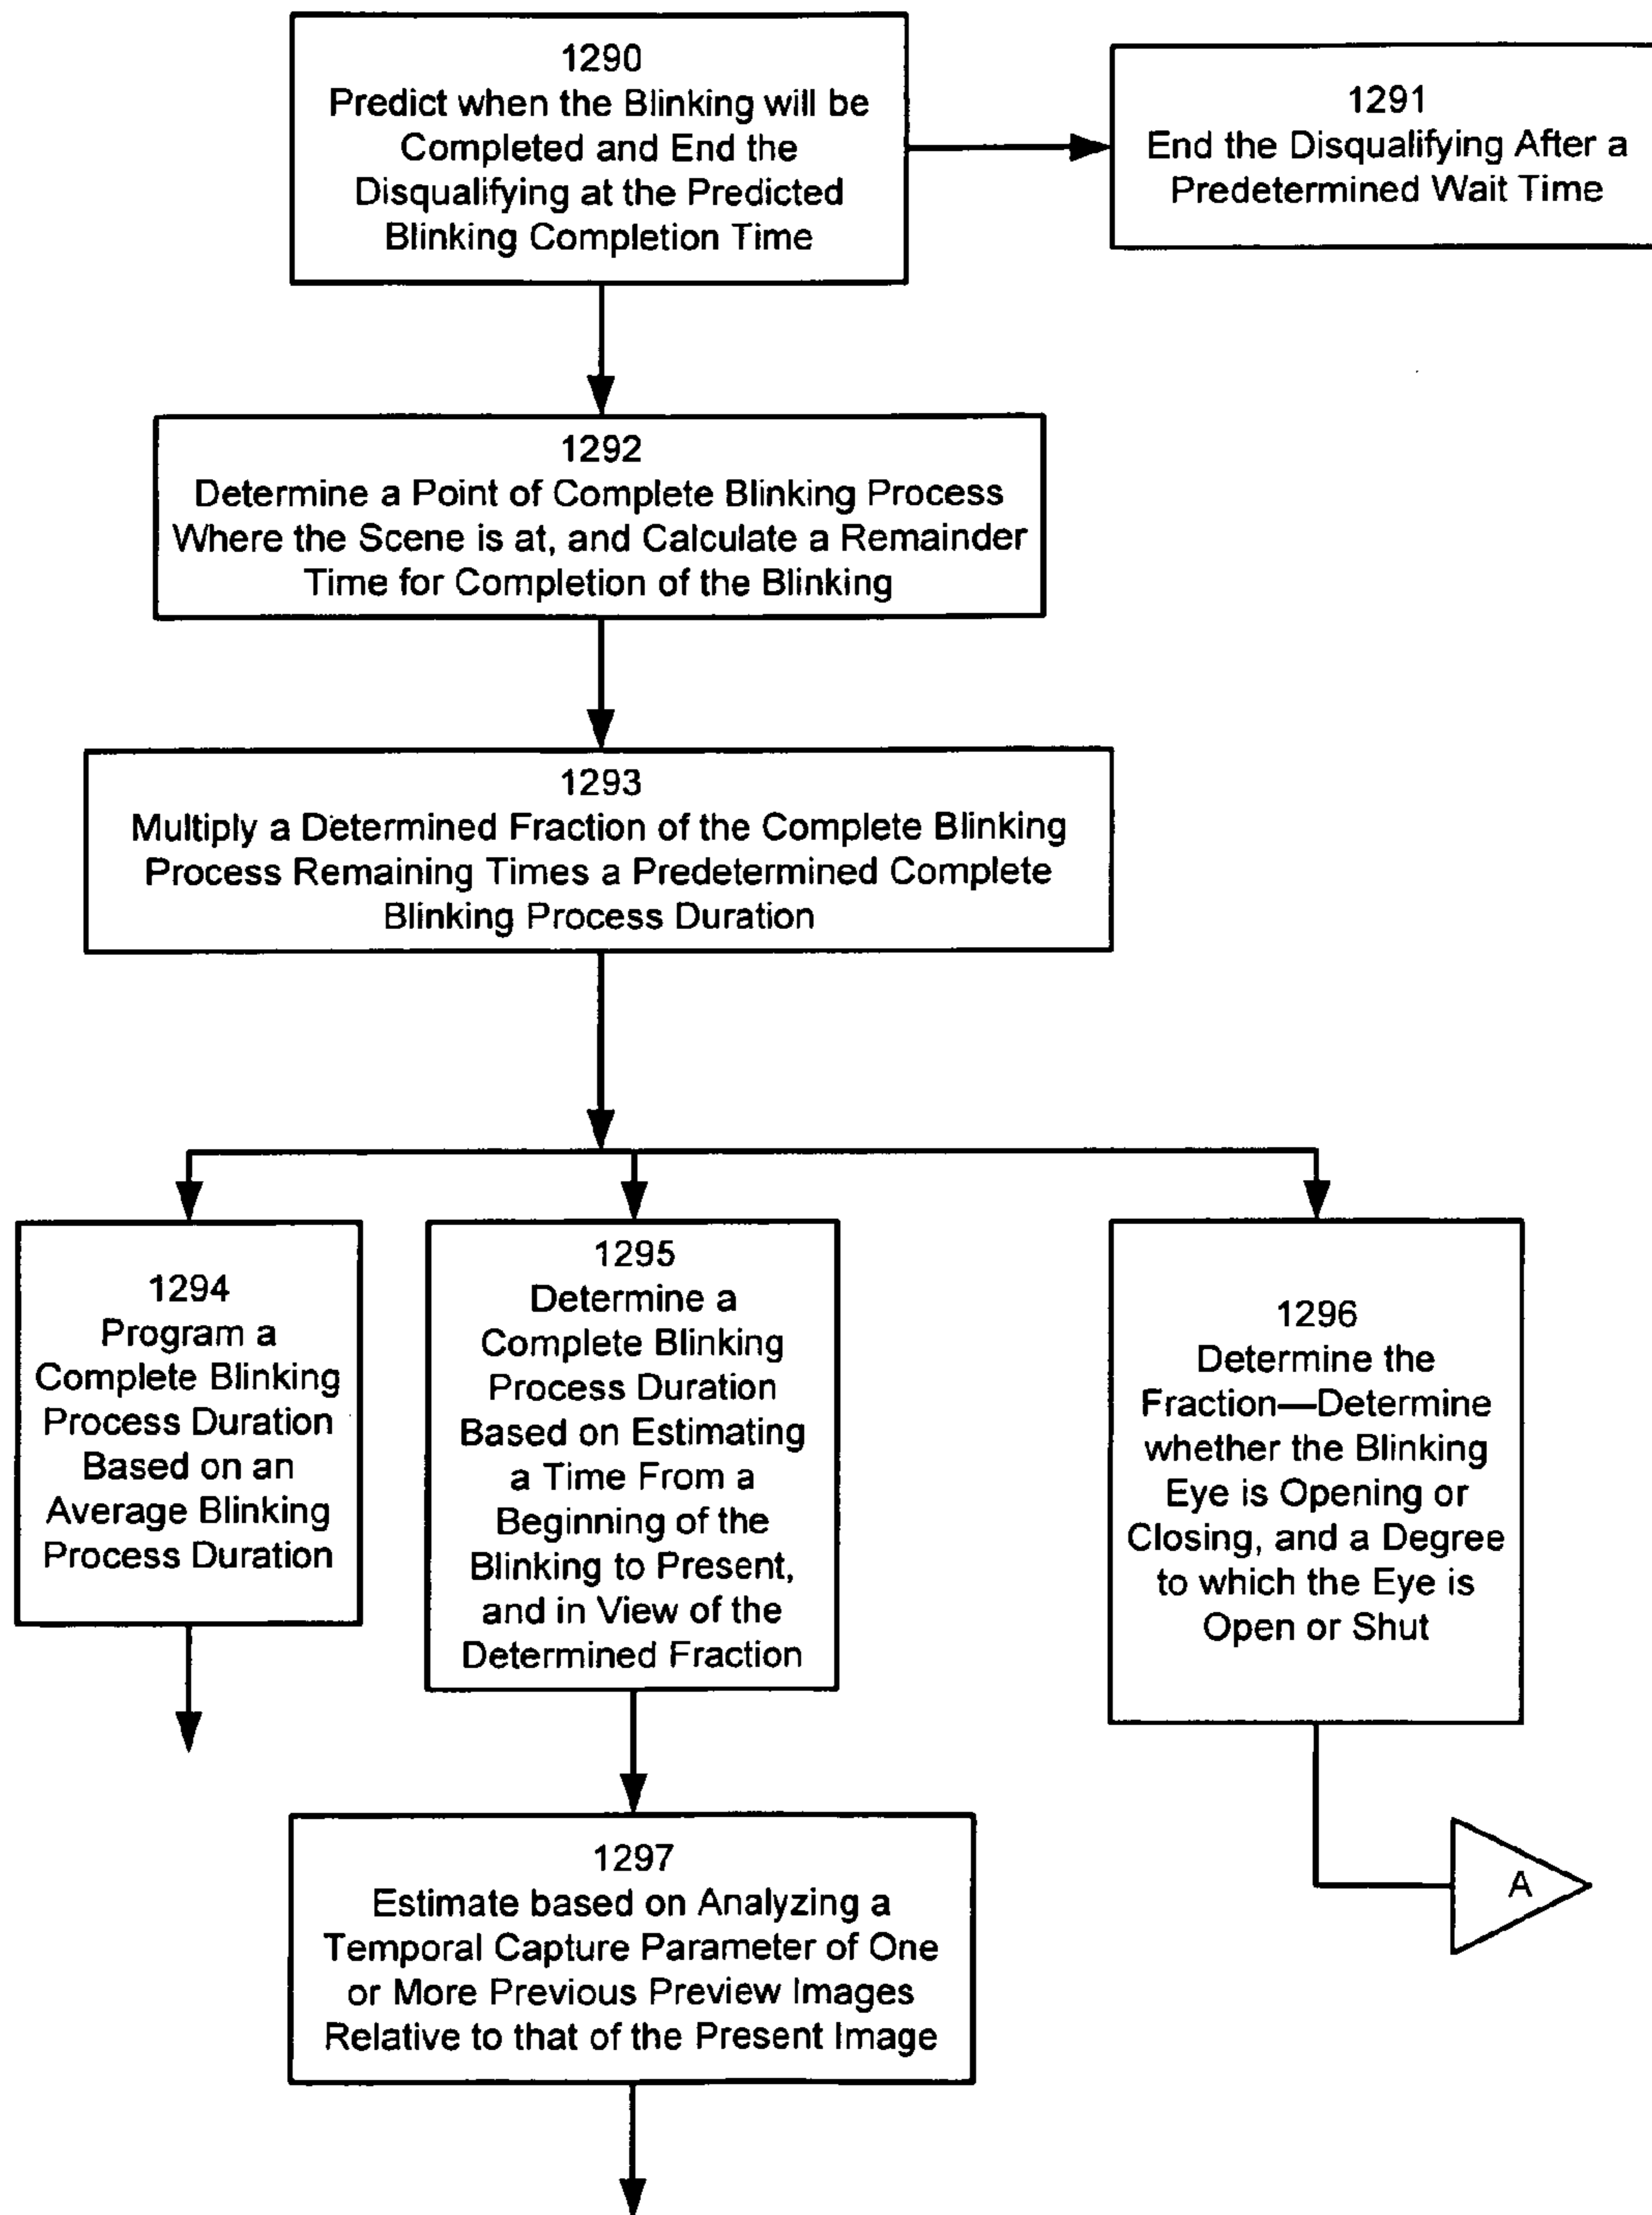 1290
Predict when the Blinking will be
Completed and End the
Disqualifying at the Predicted
Blinking Completion Time
1291
End the Disqualifying After a
Predetermined Wait Time
1292
Determine a Point of Complete Blinking Process
Where the Scene is at, and Calculate a Remainder
Time for Completion of the Blinking
1293
Multiply a Determined Fraction of the Complete Blinking
Process Remaining Times a Predetermined Complete
Blinking Process Duration
1294
Program a
Complete Blinking
Process Duration
Based on an
Average Blinking
Process Duration
1295
Determine a
Complete Blinking
Process Duration
Based on Estimating
a Time From a
Beginning of the
Blinking to Present,
and in View of the
Determined Fraction
1296
Determine the
Fraction—Determine
whether the Blinking
Eye is Opening or
Closing, and a Degree
to which the Eye is
Open or Shut
1297
Estimate based on Analyzing a
Temporal Capture Parameter of One
or More Previous Preview Images
Relative to that of the Present Image
A